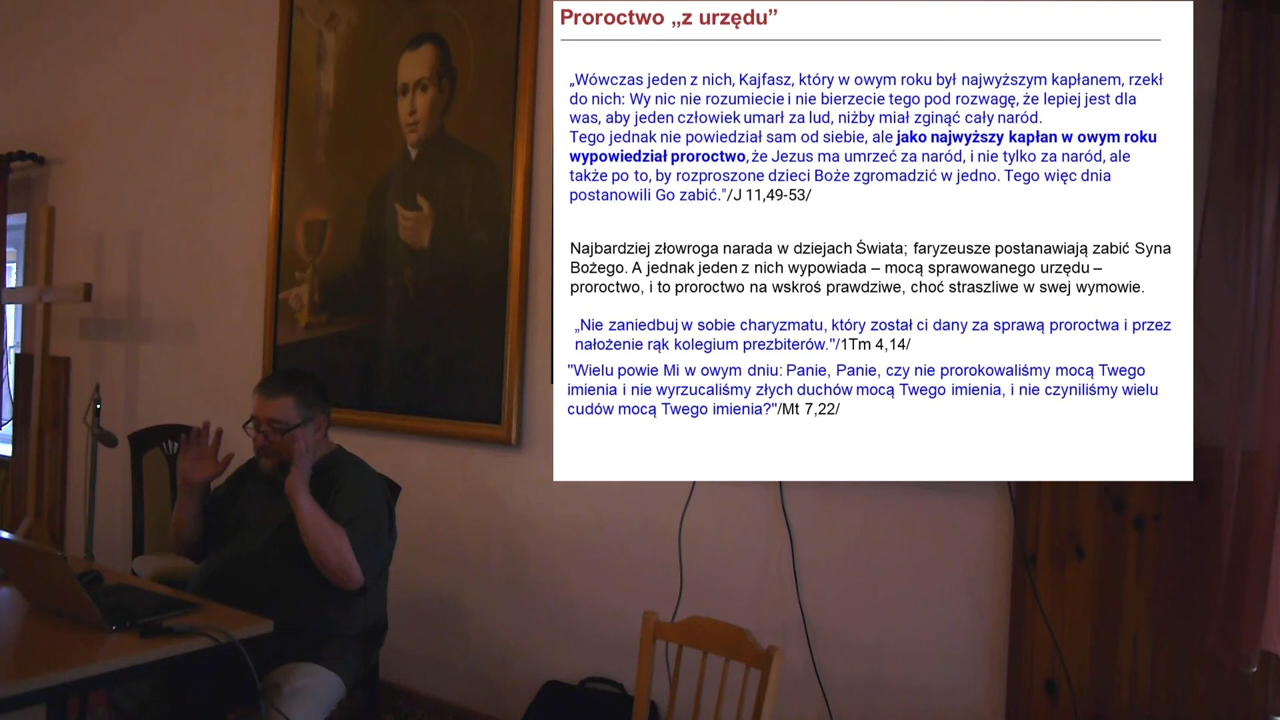 Proroctwo „z urzędu”
„Wówczas jeden z nich, Kajfasz, który w owym roku był najwyższym kapłanem, rzekł
do nich: Wy nic nie rozumiecie i nie bierzecie tego pod rozwagę, że lepiej jest dla
was, aby jeden człowiek umarł za lud, niżby miał zginąć cały naród.
Tego jednak nie powiedział sam od siebie, ale jako najwyższy kapłan w owym roku
wypowiedział proroctwo, że Jezus ma umrzeć za naród, i nie tylko za naród, ale
także po to, by rozproszone dzieci Boże zgromadzić w jedno. Tego więc dnia
postanowili Go zabić."/J 11,49-53/
Najbardziej złowroga narada w dziejach Świata; faryzeusze postanawiają zabić Syna
Bożego. A jednak jeden z nich wypowiada – mocą sprawowanego urzędu –
proroctwo, i to proroctwo na wskroś prawdziwe, choć straszliwe w swej wymowie.
„Nie zaniedbuj w sobie charyzmatu, który został ci dany za sprawą proroctwa i przez
nałożenie rąk kolegium prezbiterów."/1Tm 4,14/
"Wielu powie Mi w owym dniu: Panie, Panie, czy nie prorokowaliśmy mocą Twego
imienia i nie wyrzucaliśmy złych duchów mocą Twego imienia, i nie czyniliśmy wielu
cudów mocą Twego imienia?"/Mt 7,22/